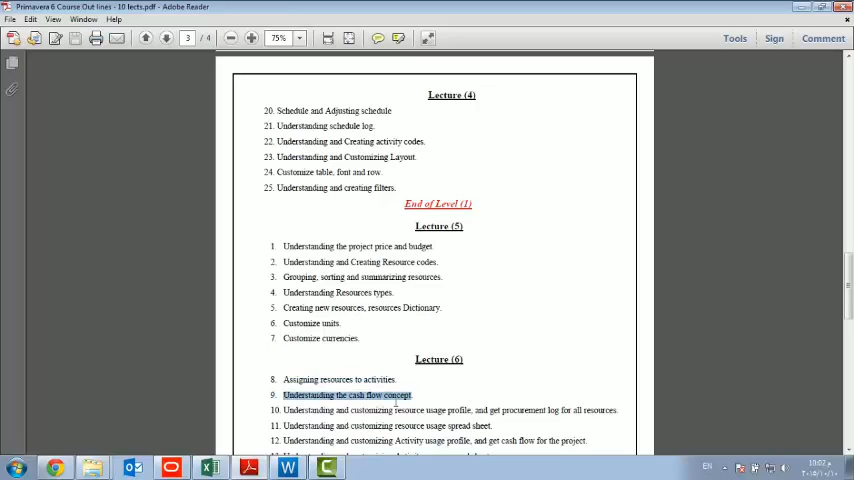 Primavera 6 Course Out lines - 10 lects.pdf - Adobe Reader
File Edit View Window Help
3 / 4 75% Tools Sign Comment
Lecture (4)
20. Schedule and Adjusting schedule
21. Understanding schedule log.
22. Understanding and Creating activity codes.
23. Understanding and Customizing Layout.
24. Customize table, font and row.
25. Understanding and creating filters.
End of Level (1)
Lecture (5)
1 Understanding the project price and budget
2. Understanding and Creating Resource codes.
3. Grouping, sorting and summarizing resources.
4. Understanding Resources types.
5. Creating new resources, resources Dictionary.
6. Customize units.
7. Customize currencies.
Lecture (6)
8. Assigning resources to activities.
9. Understanding the cash flow concept.
10. Understanding and customizing resource usage profile, and get procurement log for all resources.
11. Understanding and customizing resource usage spread sheet.
12. Understanding and customizing Activity usage profile, and get cash flow for the project.
EN 10:02 م
٢٠١٥/١٠/١٠